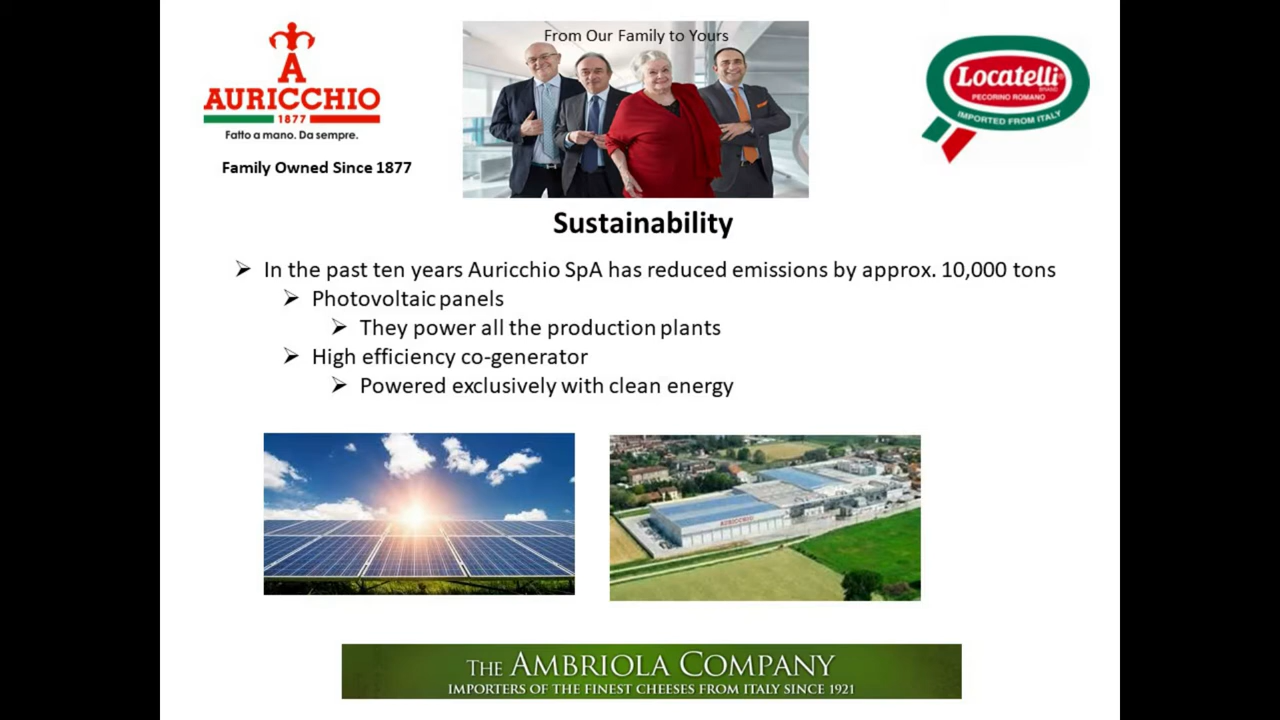 AURICCHIO
1877
Fatto a mano. Da sempre.
Family Owned Since 1877
From Our Family to Yours
Locatelli®
BRAND
PECORINO ROMANO
IMPORTED FROM ITALY
Sustainability
➢ In the past ten years Auricchio SpA has reduced emissions by approx. 10,000 tons
➢ Photovoltaic panels
➢ They power all the production plants
➢ High efficiency co-generator
➢ Powered exclusively with clean energy
AURICCHIO
THE AMBRIOLA COMPANY
IMPORTERS OF THE FINEST CHEESES FROM ITALY SINCE 1921